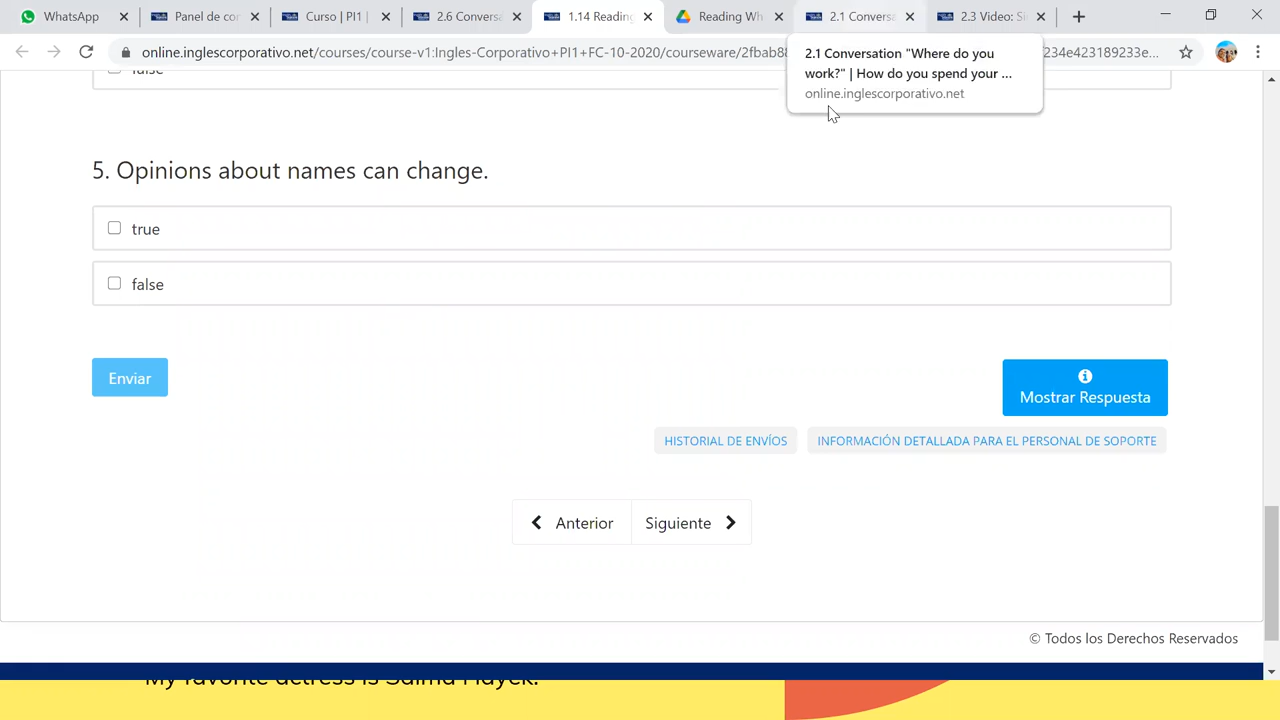 WhatsApp
Panel de co
Curso | PI1
2.6 Conversa
1.14 Reading
Reading Wh
2.1 Conversa
2.3 Video: Si
online.inglescorporativo.net/courses/course-v1:Ingles-Corporativo+PI1+FC-10-2020/courseware/2fbab8
234e423189233e...
2.1 Conversation "Where do you
work?" | How do you spend your ...
online.inglescorporativo.net
false
5. Opinions about names can change.
true
false
Enviar
Mostrar Respuesta
HISTORIAL DE ENVÍOS
INFORMACIÓN DETALLADA PARA EL PERSONAL DE SOPORTE
Anterior
Siguiente
© Todos los Derechos Reservados
My favorite actress is Salma Hayek.